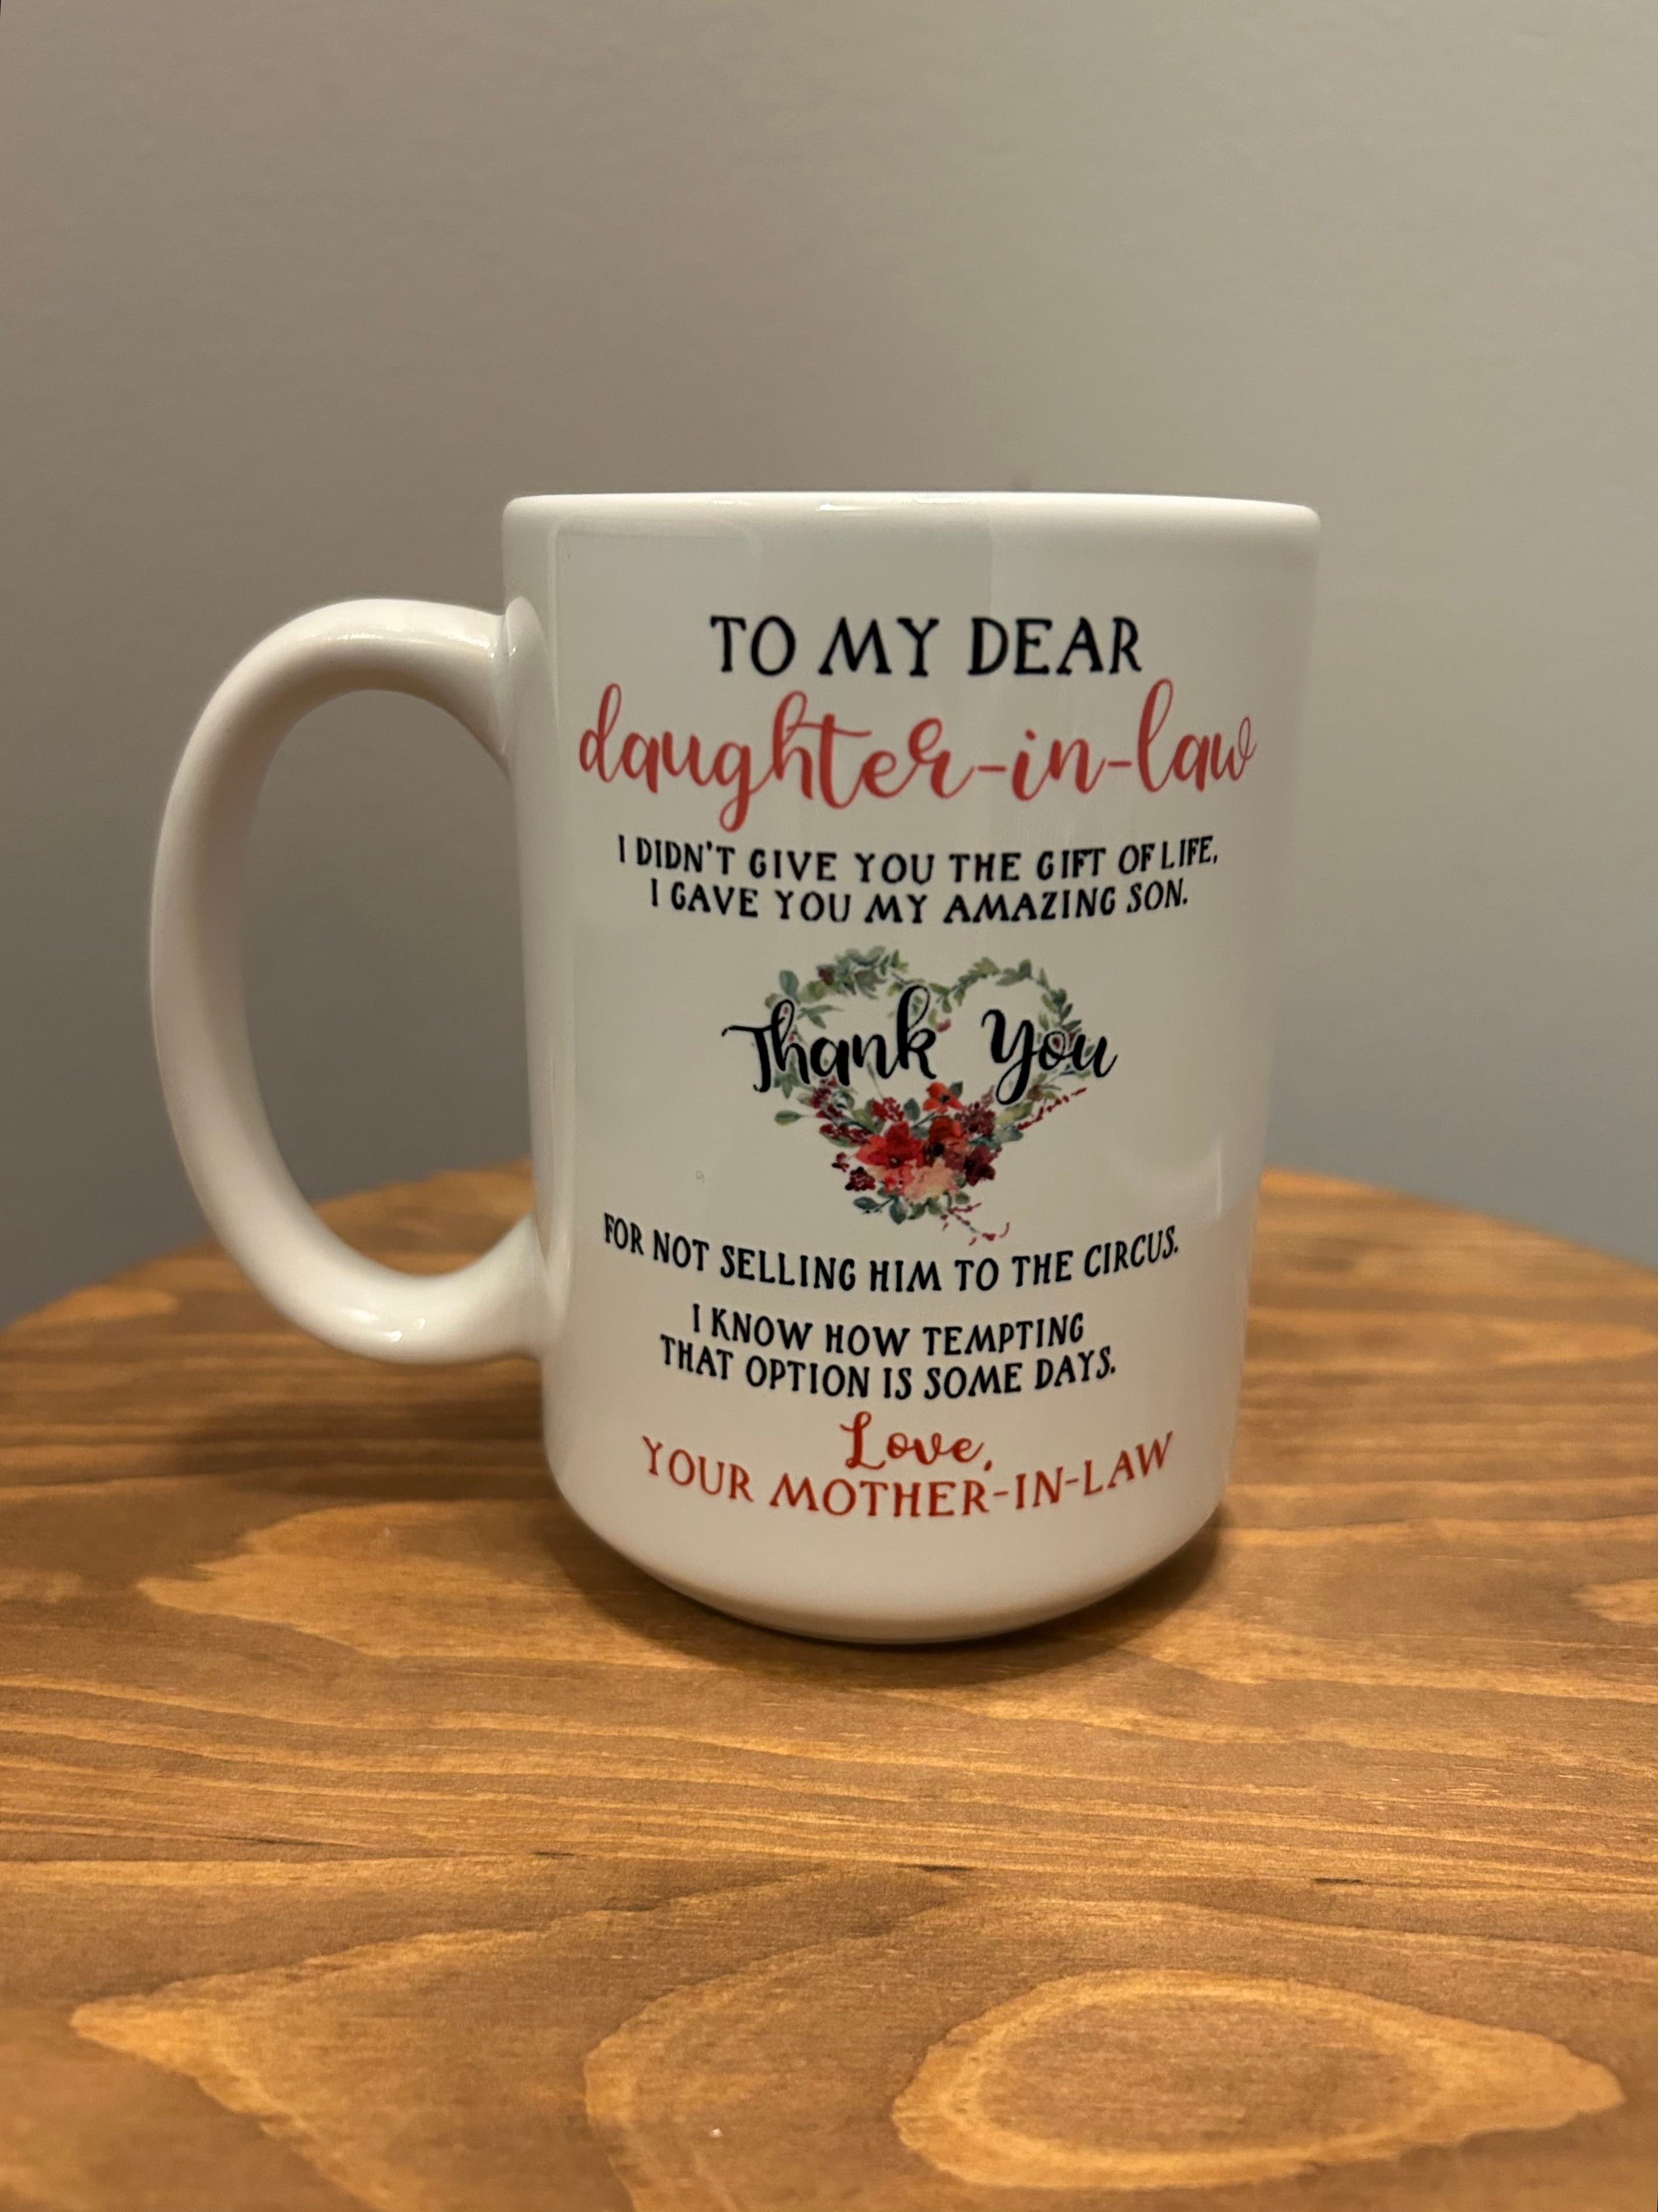 TO MY DEAR
daughter-in-law
I DIDN'T GIVE YOU THE GIFT OF LIFE,
I GAVE YOU MY AMAZING SON.
Thank You
FOR NOT SELLING HIM TO THE CIRCUS.
I KNOW HOW TEMPTING
THAT OPTION IS SOME DAYS.
Love,
YOUR MOTHER-IN-LAW